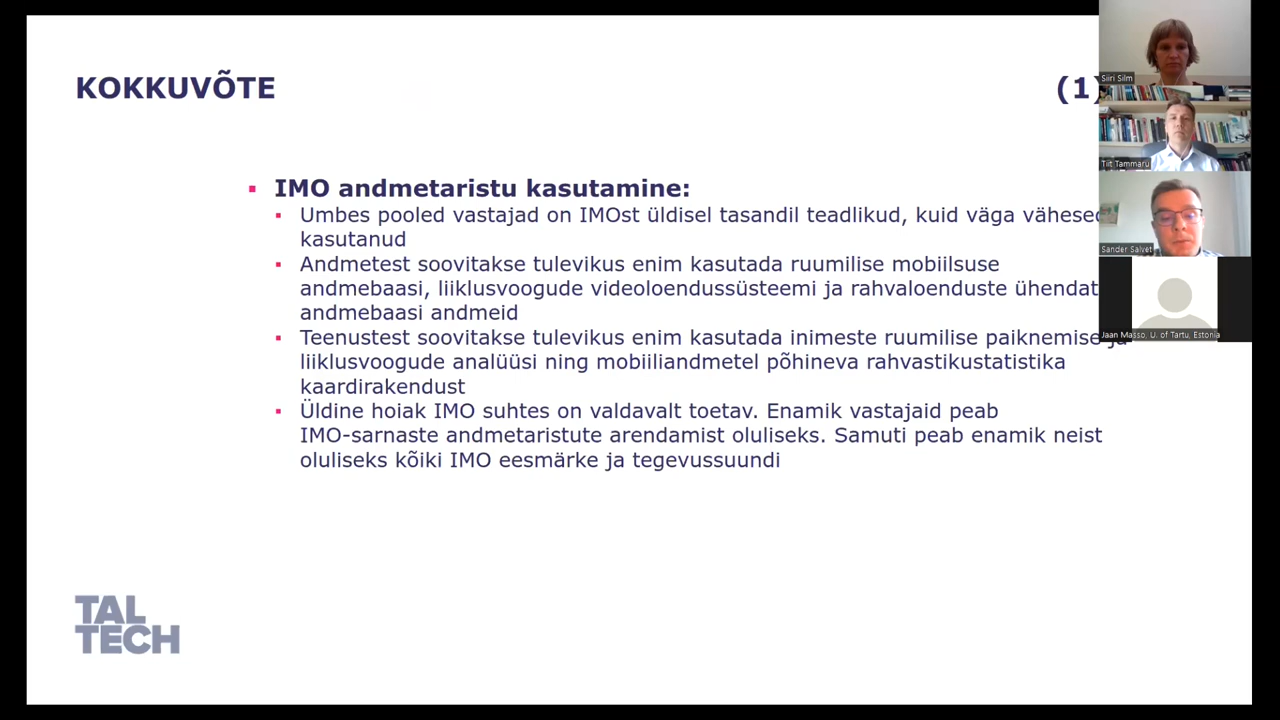 KOKKUVÕTE
(1)
IMO andmetaristu kasutamine:
Umbes pooled vastajad on IMOst üldisel tasandil teadlikud, kuid väga vähesed
kasutanud
Andmetest soovitakse tulevikus enim kasutada ruumilise mobiilsuse
andmebaasi, liiklusvoogude videoloendussüsteemi ja rahvaloenduste
andmebaasi andmeid
Teenustest soovitakse tulevikus enim kasutada inimeste ruumilise paiknemise ja
liiklusvoogude analüüsi ning mobiiliandmetel põhineva rahvastikustatistika
kaardirakendust
Üldine hoiak IMO suhtes on valdavalt toetav. Enamik vastajaid peab
IMO-sarnaste andmetaristute arendamist oluliseks. Samuti peab enamik neist
oluliseks kõiki IMO eesmärke ja tegevussuundi
TAL
TECH
Siiri Silm
Tiit Tammaru
Sander Salvet
Jaan Masso, U. of Tartu, Estonia